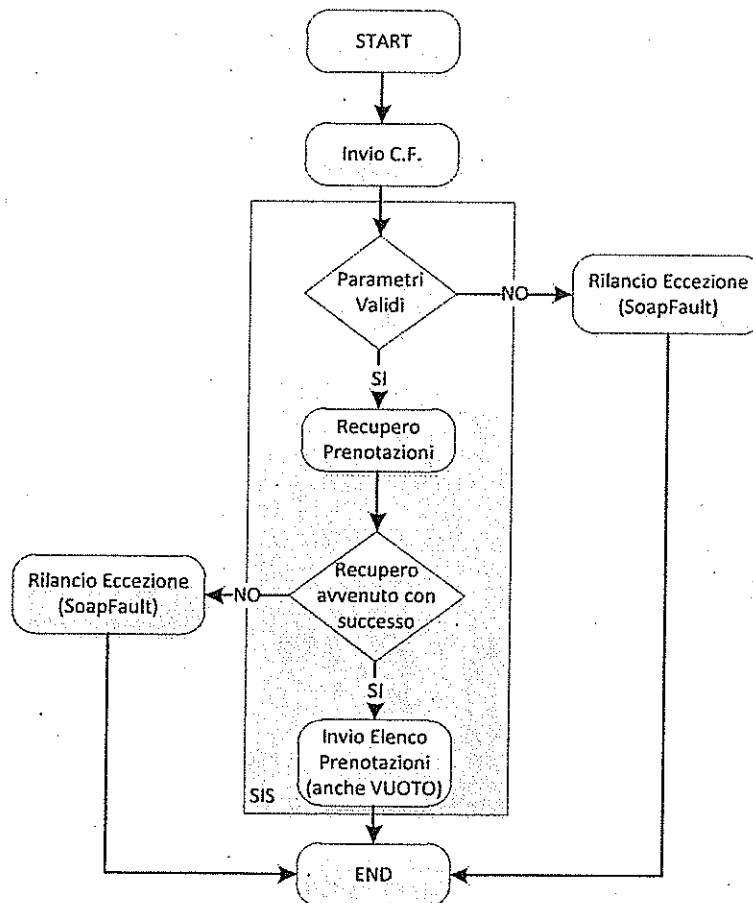 START
Invio C.F.
Parametri
Validi
NO
Rilancio Eccezione
(SoapFault)
SI
Recupero
Prenotazioni
Recupero
avvenuto con
successo
NO
Rilancio Eccezione
(SoapFault)
SI
Invio Elenco
Prenotazioni
(anche VUOTO)
SIS
END